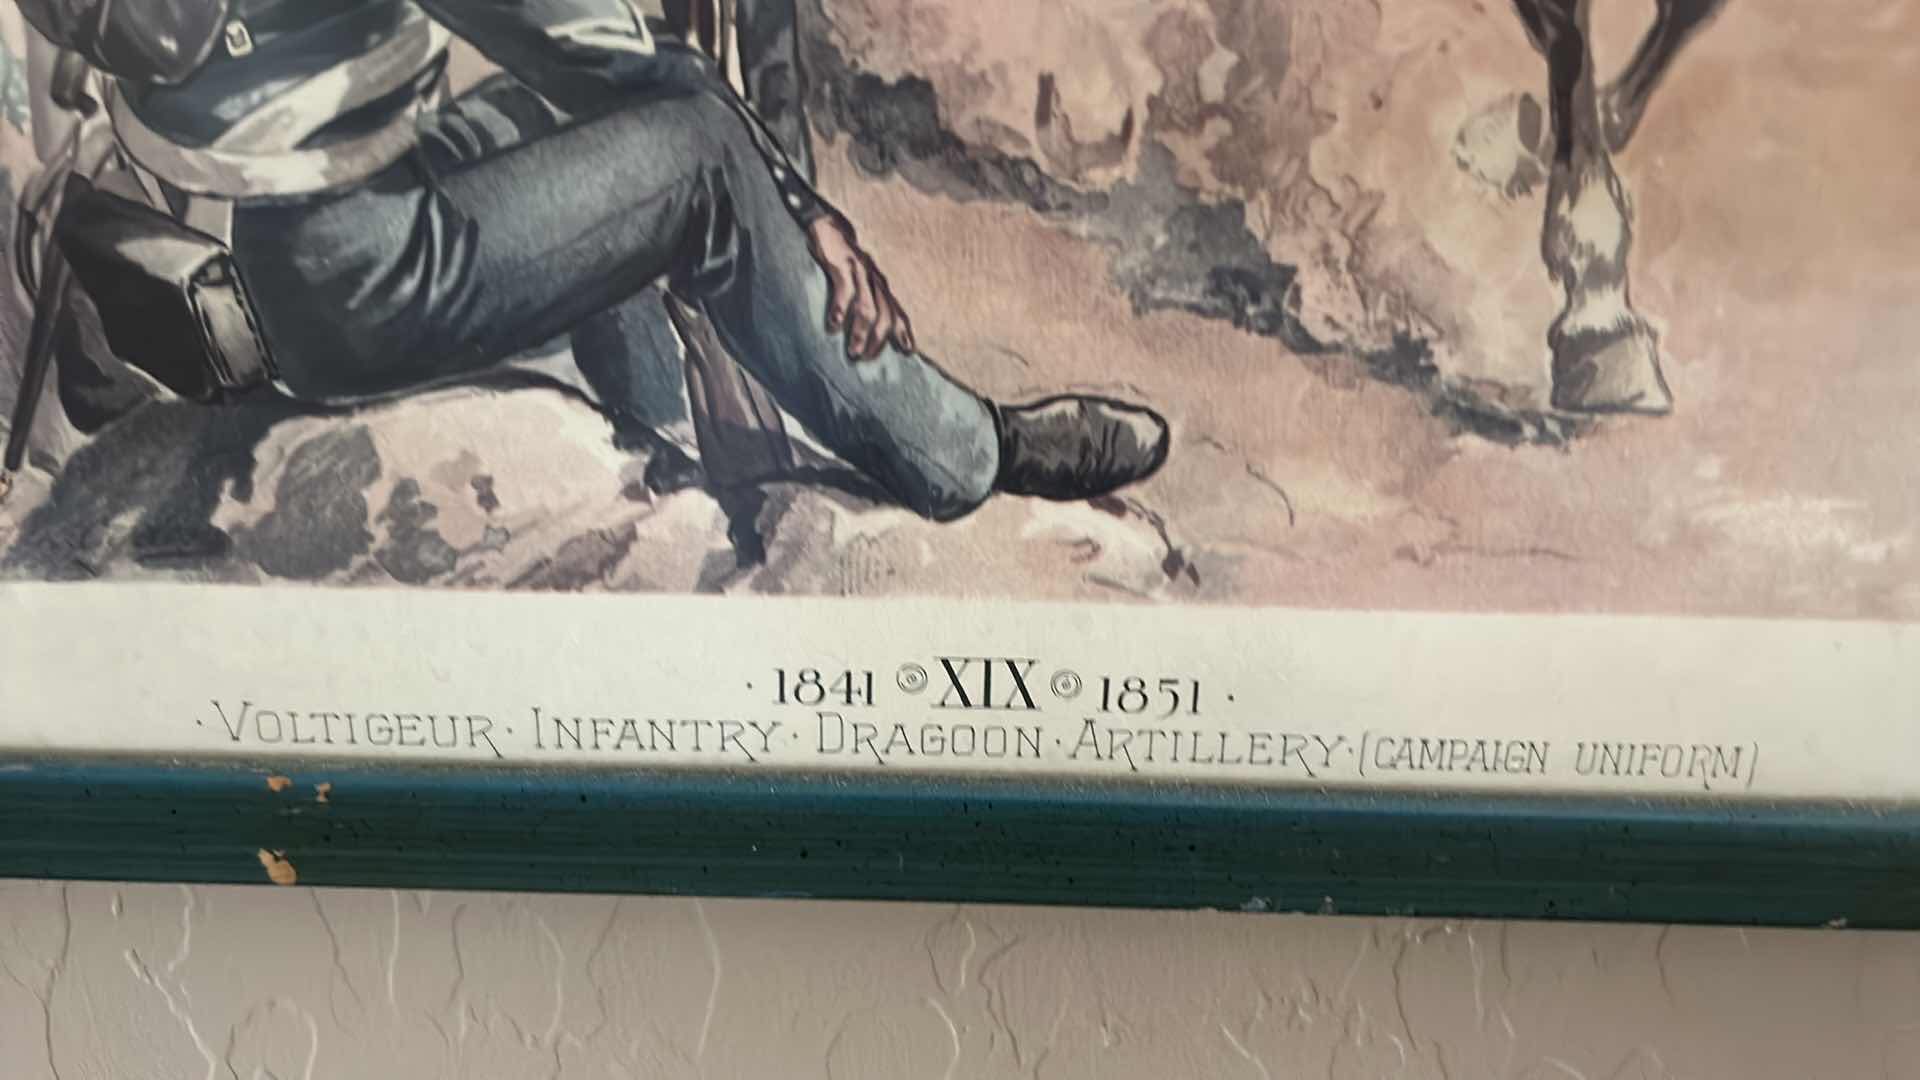 · 1841 XIX 1851 ·
· VOLTIGEUR · INFANTRY · DRAGOON · ARTILLERY · (CAMPAIGN UNIFORM)